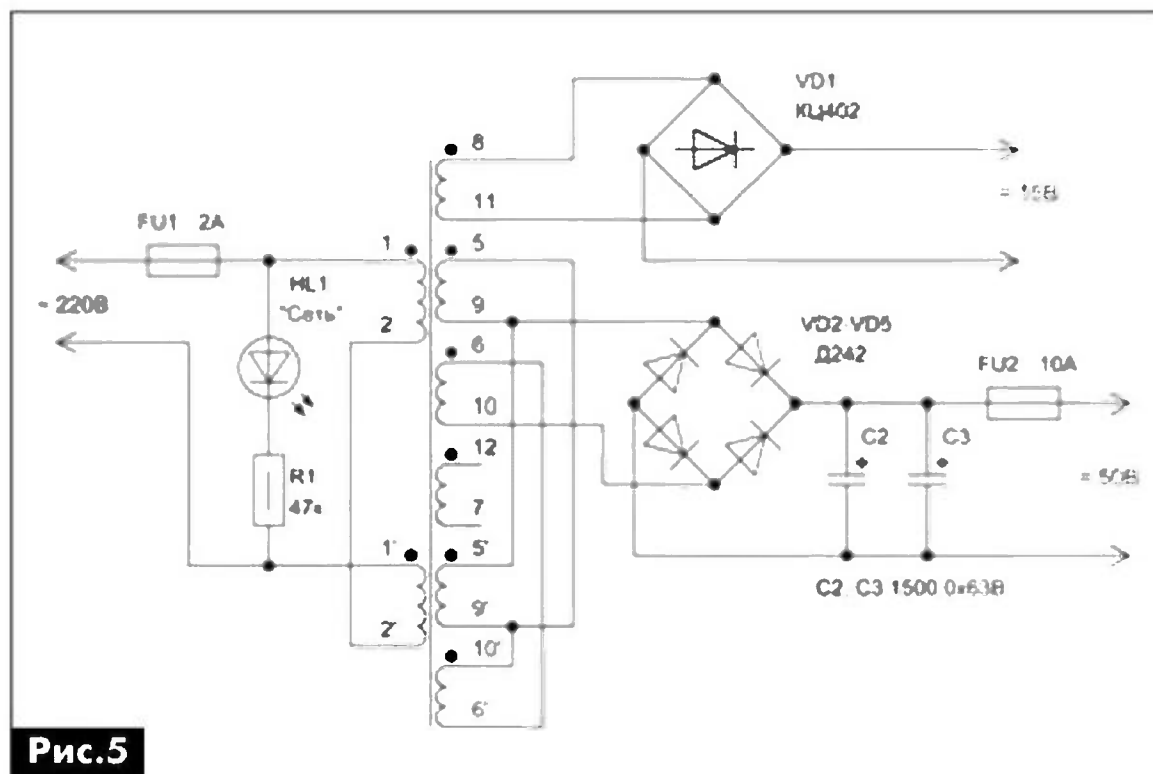 8
VD1
КЦ402
11
= 15В
FU1 2А
1
5
HL1
"Сеть"
9
≈ 220В
2
VD2-VD5
Д242
6
FU2 10А
10
C2
C3
12
R1
47к
7
= 50В
1'
5'
C2, C3 1500,0x63В
9'
2'
10'
6'
Рис.5